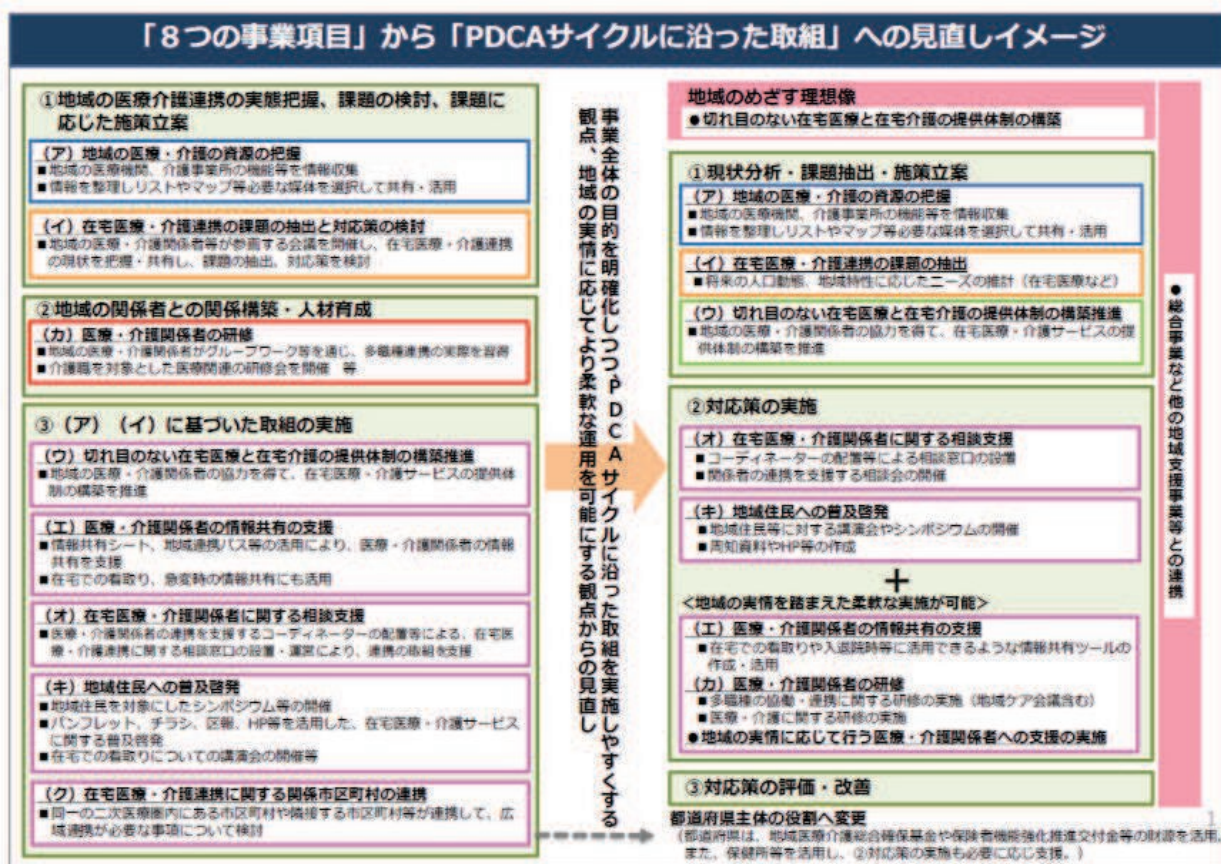 「８つの事業項目」から「PDCAサイクルに沿った取組」への見直しイメージ
①地域の医療介護連携の実態把握、課題の検討、課題に
応じた施策立案
（ア）地域の医療・介護の資源の把握
■地域の医療機関、介護事業所の機能等を情報収集
■情報を整理しリストやマップ等必要な媒体を選択して共有・活用
（イ）在宅医療・介護連携の課題の抽出と対応策の検討
■地域の医療・介護関係者等が参画する会議を開催し、在宅医療・介護連携
の現状を把握・共有し、課題の抽出、対応策を検討
②地域の関係者との関係構築・人材育成
（カ）医療・介護関係者の研修
■地域の医療・介護関係者がグループワーク等を通じ、多職種連携の実際を習得
■介護職を対象とした医療関連の研修会を開催　等
③（ア）（イ）に基づいた取組の実施
（ウ）切れ目のない在宅医療と在宅介護の提供体制の構築推進
■地域の医療・介護関係者の協力を得て、在宅医療・介護サービスの提供体
制の構築を推進
（エ）医療・介護関係者の情報共有の支援
■情報共有シート、地域連携パス等の活用により、医療・介護関係者の情報
共有を支援
■在宅での看取り、急変時の情報共有にも活用
（オ）在宅医療・介護関係者に関する相談支援
■医療・介護関係者の連携を支援するコーディネーターの配置等による、在宅医
療・介護連携に関する相談窓口の設置・運営により、連携の取組を支援
（キ）地域住民への普及啓発
■地域住民を対象にしたシンポジウム等の開催
■パンフレット、チラシ、区報、HP等を活用した、在宅医療・介護サービス
に関する普及啓発
■在宅での看取りについての講演会の開催等
（ク）在宅医療・介護連携に関する関係市区町村の連携
■同一の二次医療圏内にある市区町村や隣接する市区町村等が連携して、広
域連携が必要な事項について検討
事業全体の目的を明確化しつつ、PDCAサイクルに沿った取組を実施しやすくする
観点、地域の実情に応じてより柔軟な運用を可能にする観点からの見直し
地域のめざす理想像
●切れ目のない在宅医療と在宅介護の提供体制の構築
①現状分析・課題抽出・施策立案
（ア）地域の医療・介護の資源の把握
■地域の医療機関、介護事業所の機能等を情報収集
■情報を整理しリストやマップ等必要な媒体を選択して共有・活用
（イ）在宅医療・介護連携の課題の抽出
■将来の人口動態、地域特性に応じたニーズの推計（在宅医療など）
（ウ）切れ目のない在宅医療と在宅介護の提供体制の構築推進
■地域の医療・介護関係者の協力を得て、在宅医療・介護サービスの提
供体制の構築を推進
②対応策の実施
（オ）在宅医療・介護関係者に関する相談支援
■コーディネーターの配置等による相談窓口の設置
■関係者の連携を支援する相談会の開催
（キ）地域住民への普及啓発
■地域住民等に対する講演会やシンポジウムの開催
■周知資料やHP等の作成
＋
＜地域の実情を踏まえた柔軟な実施が可能＞
（エ）医療・介護関係者の情報共有の支援
■在宅での看取りや入退院時等に活用できるような情報共有ツールの
作成・活用
（カ）医療・介護関係者の研修
■多職種の協働・連携に関する研修の実施（地域ケア会議含む）
■医療・介護に関する研修の実施
●地域の実情に応じて行う医療・介護関係者への支援の実施
③対応策の評価・改善
●総合事業など他の地域支援事業等との連携
都道府県主体の役割へ変更
（都道府県は、地域医療介護総合確保基金や保険者機能強化推進交付金等の財源を活用。
また、保健所等を活用し、②対応策の実施も必要に応じ支援。）
1